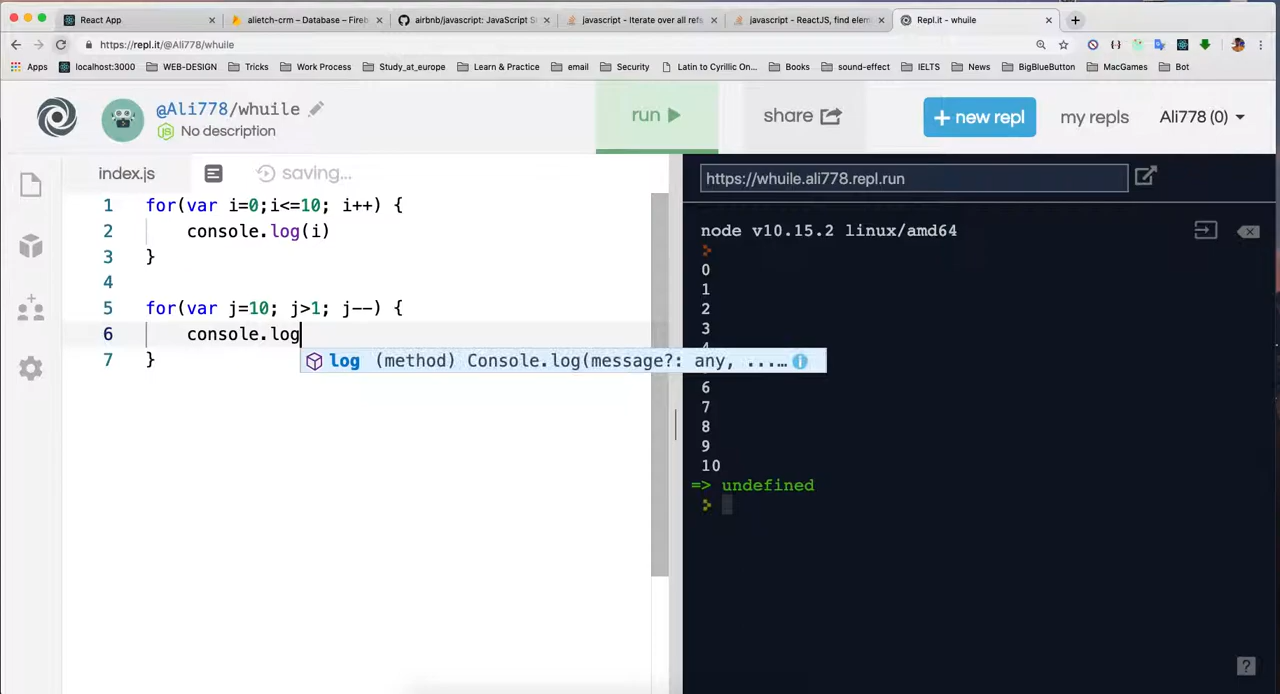 React App
alietch-crm – Database – Fireb
airbnb/javascript: JavaScript S
javascript - Iterate over all refs
javascript - ReactJS, find elem
Repl.it - whuile
https://repl.it/@Ali778/whuile
Apps
localhost:3000
WEB-DESIGN
Tricks
Work Process
Study_at_europe
Learn & Practice
email
Security
Latin to Cyrillic On...
Books
sound-effect
IELTS
News
BigBlueButton
MacGames
Bot
@Ali778/whuile
No description
run
share
+ new repl
my repls
Ali778 (0)
index.js
saving...
1 for(var i=0;i<=10; i++) {
2 console.log(i)
3 }
4
5 for(var j=10; j>1; j--) {
6 console.log
7 }
log (method) Console.log(message?: any, ...…
https://whuile.ali778.repl.run
node v10.15.2 linux/amd64
0
1
2
3
6
7
8
9
10
=> undefined
?